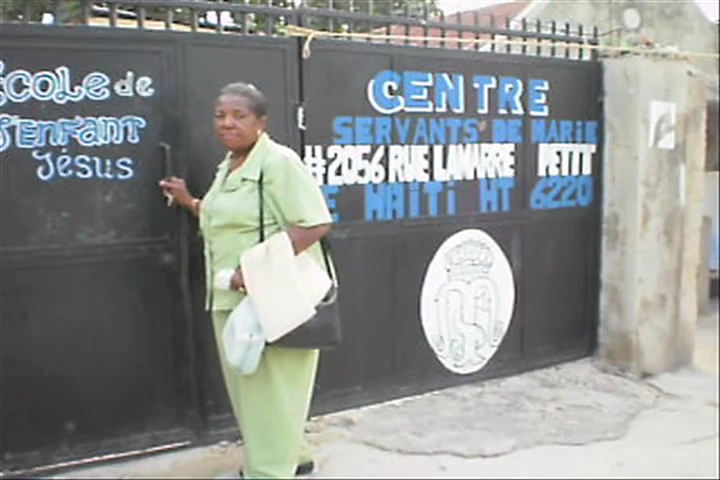 École de
l'enfant
Jésus
CENTRE
SERVANTS DE MARIE
#2056 RUE LAMARRE PETIT
E HAITI HT 6220